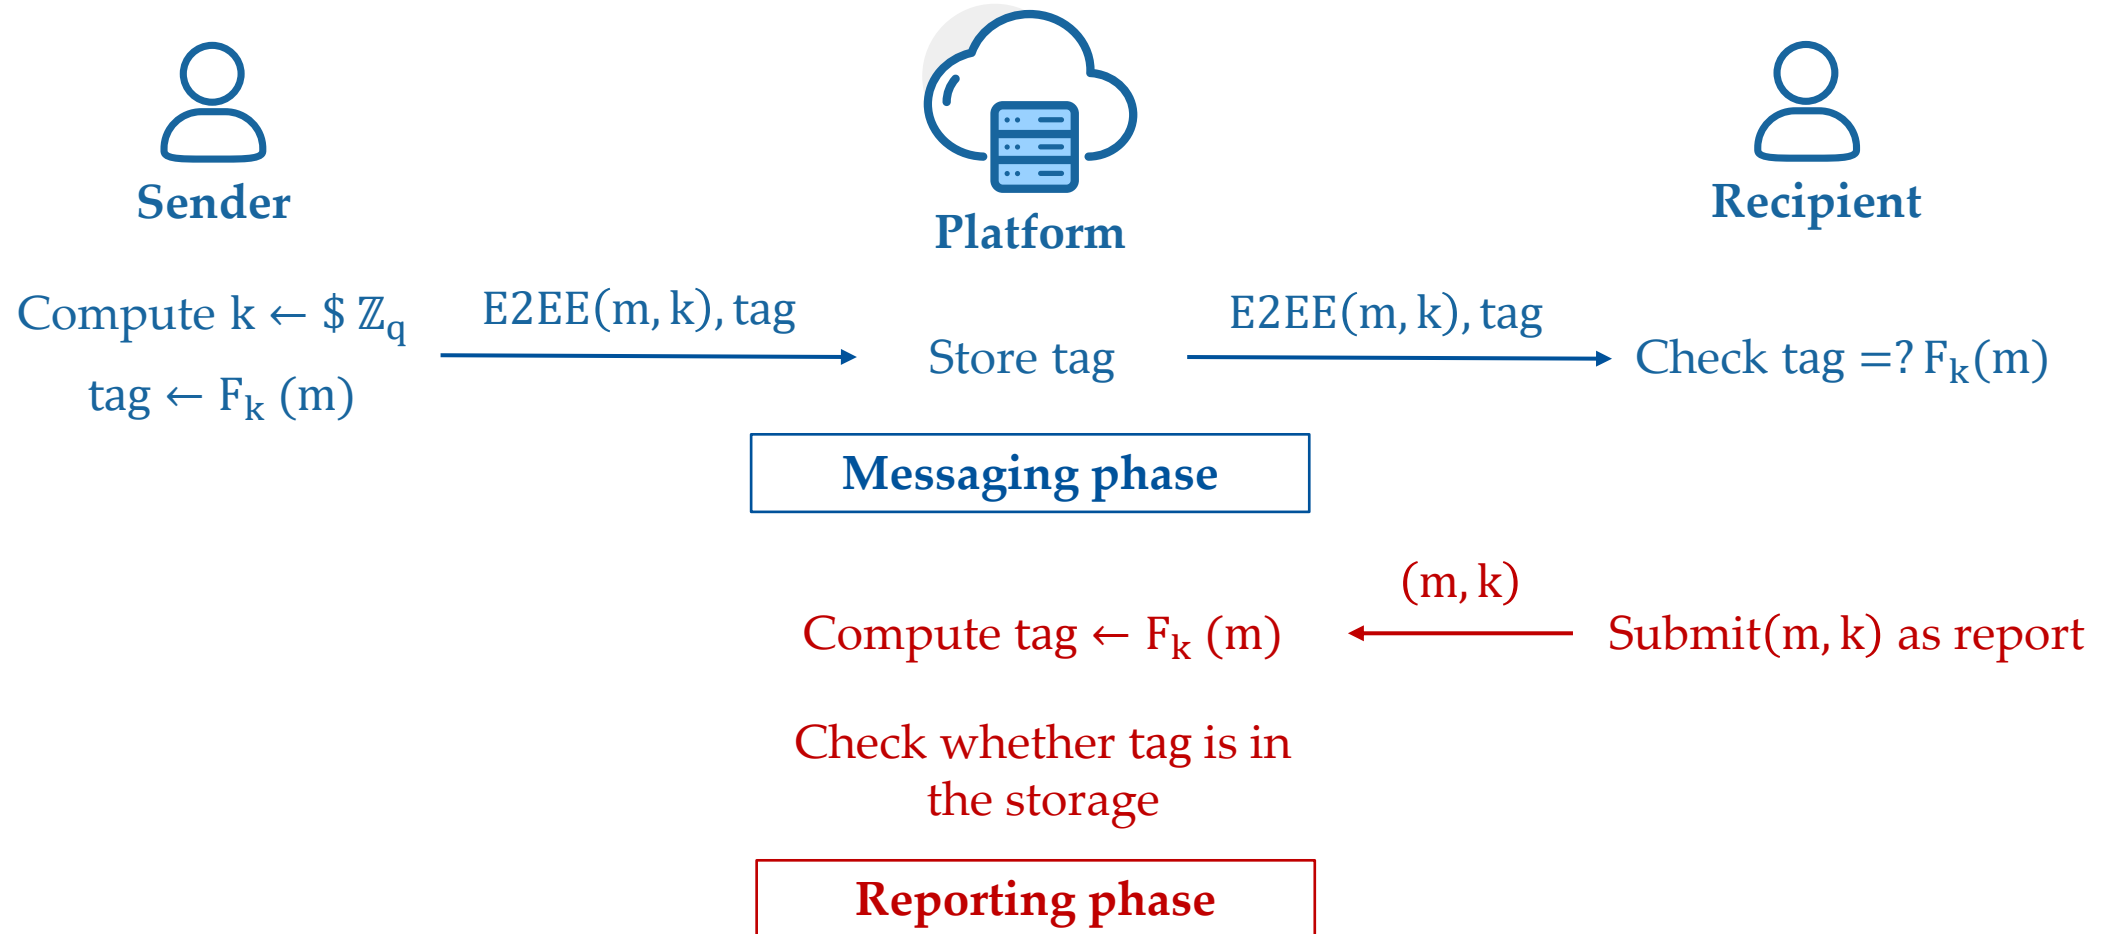 Sender
Platform
Recipient
Compute k ← $ ℤq
tag ← Fk (m)
E2EE(m, k), tag
Store tag
E2EE(m, k), tag
Check tag =? Fk(m)
Messaging phase
(m, k)
Compute tag ← Fk (m)
Submit(m, k) as report
Check whether tag is in
the storage
Reporting phase